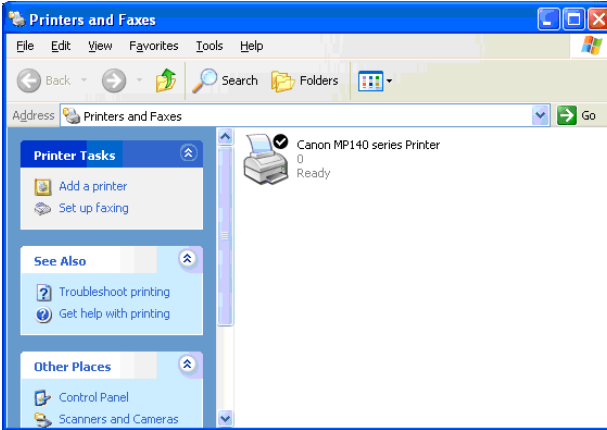 Printers and Faxes
File Edit View Favorites Tools Help
Back Search Folders
Address Printers and Faxes Go
Printer Tasks
Add a printer
Set up faxing
See Also
Troubleshoot printing
Get help with printing
Other Places
Control Panel
Scanners and Cameras
Canon MP140 series Printer
0
Ready